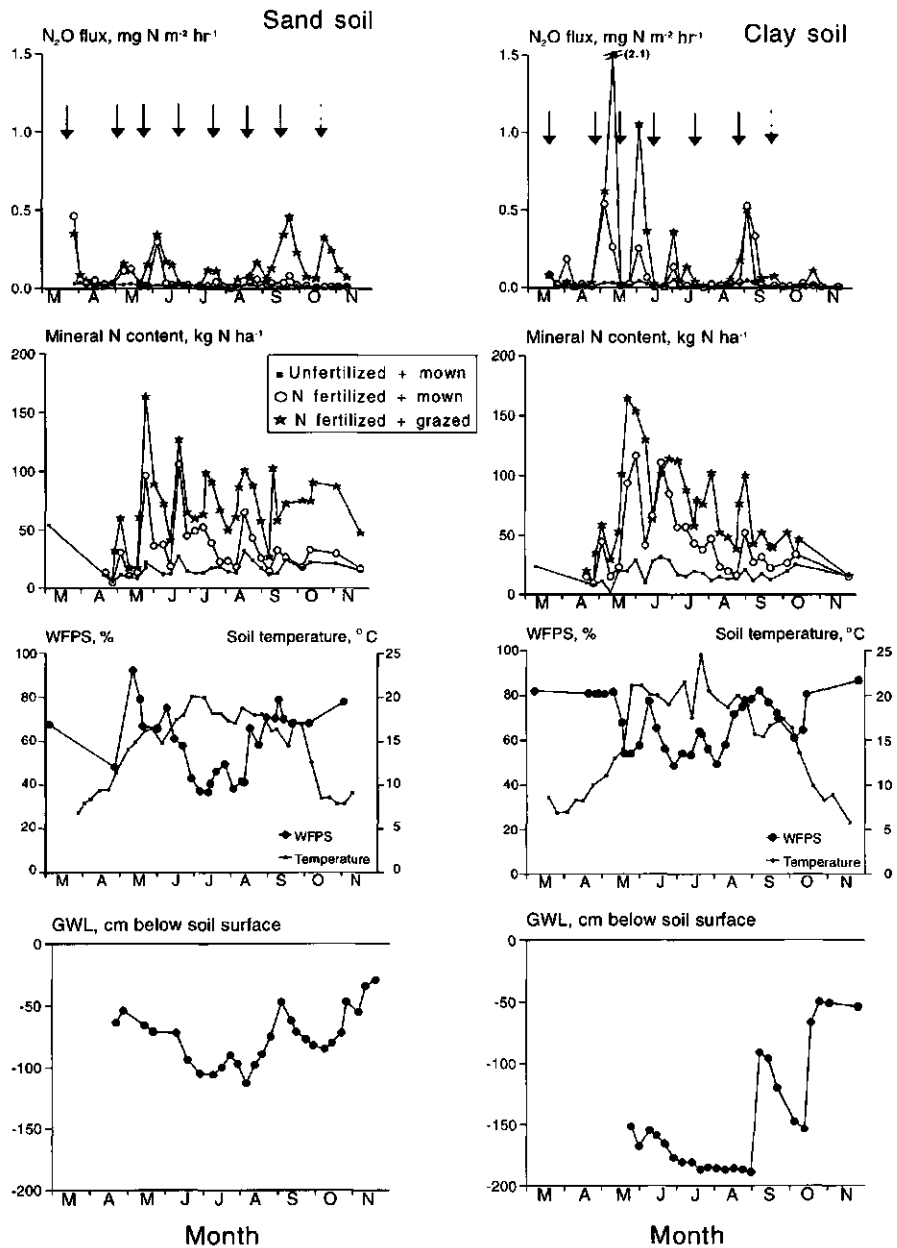 Sand soil
N₂O flux, mg N m⁻² hr⁻¹
1.5
1.0
0.5
0.0
M A M J J A S O N
Clay soil
N₂O flux, mg N m⁻² hr⁻¹
(2.1)
1.5
1.0
0.5
0.0
M A M J J A S O N
Mineral N content, kg N ha⁻¹
200
150
100
50
0
M A M J J A S O N
Unfertilized + mown
N fertilized + mown
N fertilized + grazed
Mineral N content, kg N ha⁻¹
200
150
100
50
0
M A M J J A S O N
WFPS, % Soil temperature, °C
100 25
80 20
60 15
40 10
20 5
0 0
WFPS
Temperature
M A M J J A S O N
WFPS, % Soil temperature, °C
100 25
80 20
60 15
40 10
20 5
0 0
WFPS
Temperature
M A M J J A S O N
GWL, cm below soil surface
0
-50
-100
-150
-200
M A M J J A S O N
Month
GWL, cm below soil surface
0
-50
-100
-150
-200
M A M J J A S O N
Month